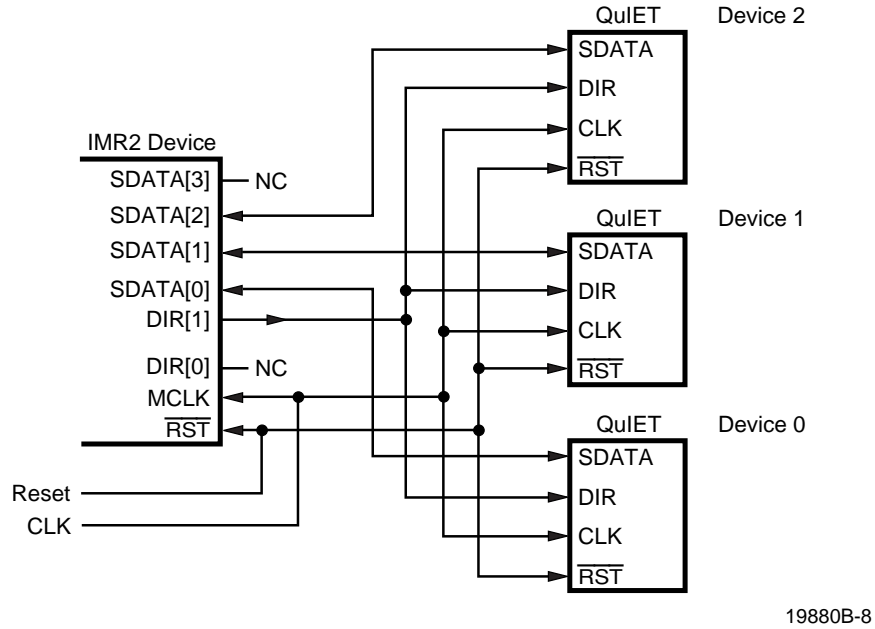 QuIET Device 2
SDATA
DIR
CLK
RST
IMR2 Device
SDATA[3] NC
SDATA[2]
SDATA[1]
SDATA[0]
DIR[1]
DIR[0] NC
MCLK
RST
QuIET Device 1
SDATA
DIR
CLK
RST
QuIET Device 0
SDATA
DIR
CLK
RST
Reset
CLK
19880B-8